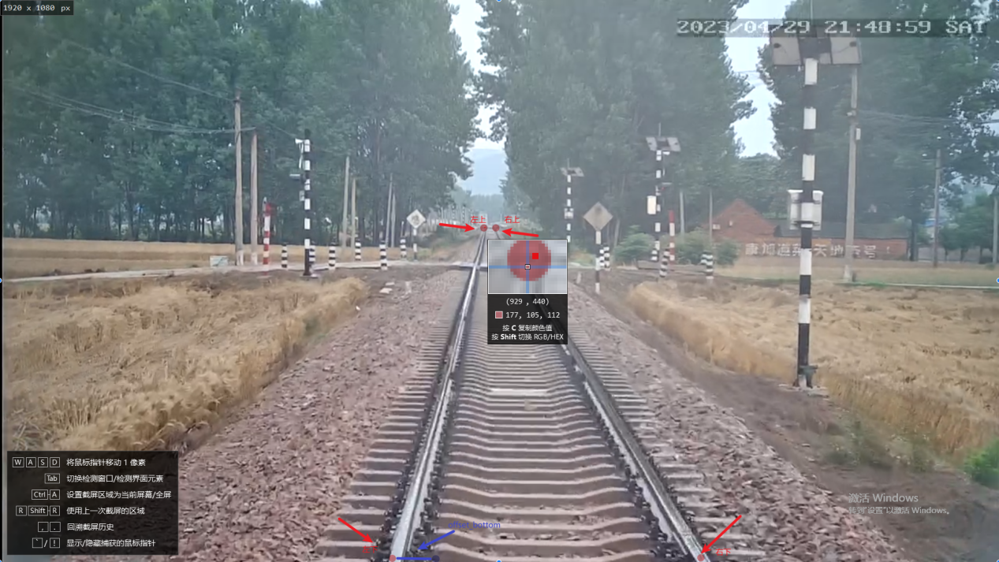 1920 x 1080 px
2023/04/29 21:48:59 SAT
左上
右上
(929 , 440)
177, 105, 112
按 C 复制颜色值
按 Shift 切换 RGB/HEX
W A S D 将鼠标指针移动 1 像素
Tab 切换检测窗口/检测界面元素
Ctrl-A 设置截屏区域为当前屏幕/全屏
R Shift-R 使用上一次截屏的区域
, . 回溯截屏历史
` / ! 显示/隐藏捕获的鼠标指针
激活 Windows
转到"设置"以激活 Windows。
offset_bottom
右下